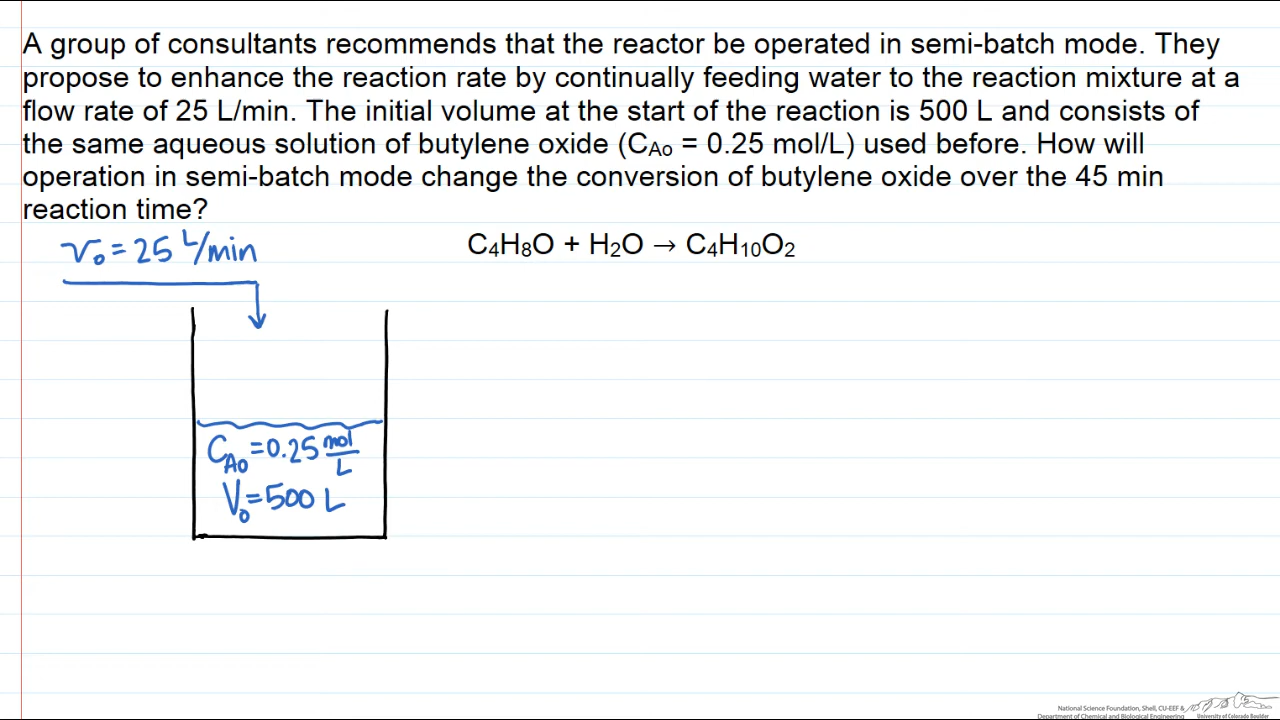 A group of consultants recommends that the reactor be operated in semi-batch mode. They
propose to enhance the reaction rate by continually feeding water to the reaction mixture at a
flow rate of 25 L/min. The initial volume at the start of the reaction is 500 L and consists of
the same aqueous solution of butylene oxide (CAo = 0.25 mol/L) used before. How will
operation in semi-batch mode change the conversion of butylene oxide over the 45 min
reaction time?
v₀ = 25 L/min
C4H8O + H2O → C4H10O2
C_A0 = 0.25 mol/L
V₀ = 500 L
National Science Foundation, Shell, CU-EEF &
Department of Chemical and Biological Engineering
University of Colorado Boulder